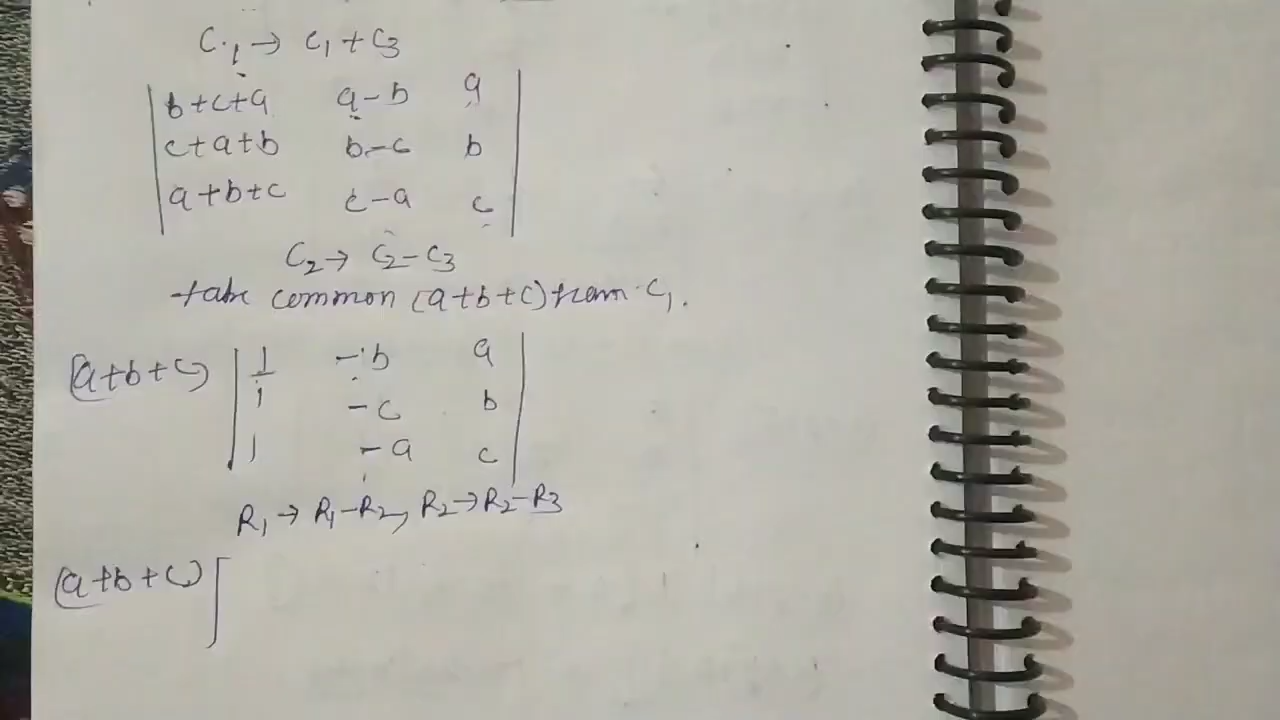 C₁ → C₁ + C₃
| b+c+a a-b a |
| c+a+b b-c b |
| a+b+c c-a c |
C₂ → C₂ - C₃
take common (a+b+c) from C₁.
(a+b+c) | 1 -b a |
| 1 -c b |
| 1 -a c |
R₁ → R₁-R₂, R₂ → R₂-R₃
(a+b+c) [